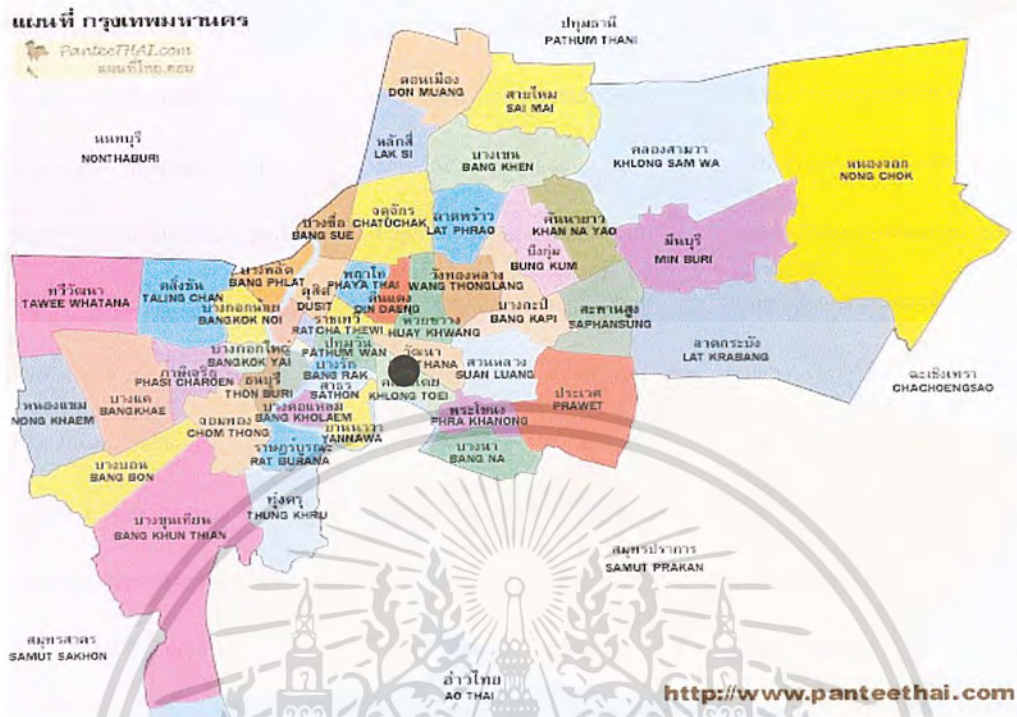 แผนที่ กรุงเทพมหานคร
PanteeTHAI.com
แผนที่ไทย.คอม
ปทุมธานี
PATHUM THANI
นนทบุรี
NONTHABURI
ดอนเมือง
DON MUANG
สายไหม
SAI MAI
หลักสี่
LAK SI
บางเขน
BANG KHEN
คลองสามวา
KHLONG SAM WA
หนองจอก
NONG CHOK
บางซื่อ
BANG SUE
จตุจักร
CHATUCHAK
ลาดพร้าว
LAT PHRAO
คันนายาว
KHAN NA YAO
บึงกุ่ม
BUNG KUM
มีนบุรี
MIN BURI
ทวีวัฒนา
TAWEE WHATANA
ตลิ่งชัน
TALING CHAN
บางพลัด
BANG PHLAT
ดุสิต
DUSIT
พญาไท
PHAYA THAI
วังทองหลาง
WANG THONGLANG
ดินแดง
DIN DAENG
บางกะปิ
BANG KAPI
สะพานสูง
SAPHANSUNG
บางกอกน้อย
BANGKOK NOI
ราชเทวี
RATCHA THEWI
ห้วยขวาง
HUAY KHWANG
ลาดกระบัง
LAT KRABANG
บางกอกใหญ่
BANGKOK YAI
ปทุมวัน
PATHUM WAN
วัฒนา
THANA
สวนหลวง
SUAN LUANG
ฉะเชิงเทรา
CHACHOENGSAO
ภาษีเจริญ
PHASI CHAROEN
บางรัก
BANG RAK
ธนบุรี
THON BURI
สาธร
SATHON
เตย
KHLONG TOEI
ประเวศ
PRAWET
หนองแขม
NONG KHAEM
บางแค
BANGKHAE
บางคอแหลม
BANG KHOLAEM
พระโขนง
PHRA KHANONG
จอมทอง
CHOM THONG
ยานนาวา
YANNAWA
บางนา
BANG NA
ราษฎร์บูรณะ
RAT BURANA
บางบอน
BANG BON
ทุ่งครุ
THUNG KHRU
บางขุนเทียน
BANG KHUN THIAN
สมุทรปราการ
SAMUT PRAKAN
สมุทรสาคร
SAMUT SAKHON
อ่าวไทย
AO THAI
http://www.panteethai.com